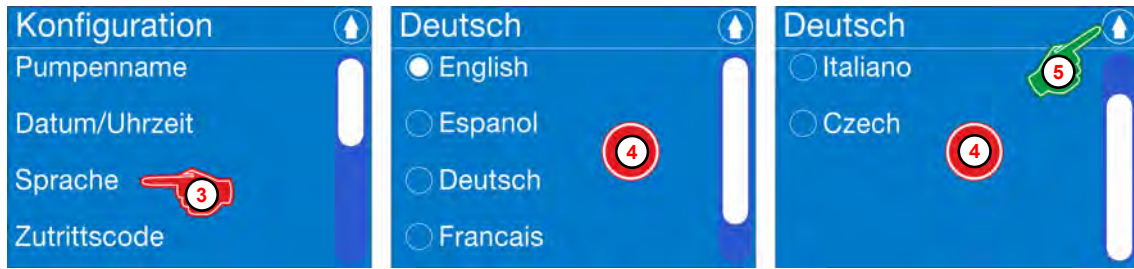 Konfiguration
Pumpenname
Datum/Uhrzeit
Sprache
3
Zutrittscode
Deutsch
English
Espanol
4
Deutsch
Francais
Deutsch
5
Italiano
Czech
4